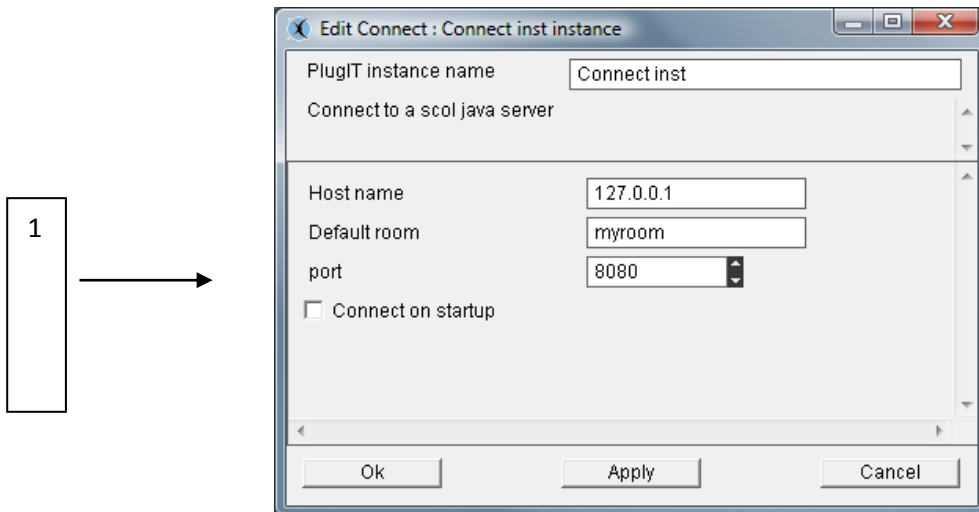 Edit Connect : Connect inst instance
PlugIT instance name Connect inst
Connect to a scol java server
Host name 127.0.0.1
Default room myroom
1
port 8080
Connect on startup
Ok Apply Cancel